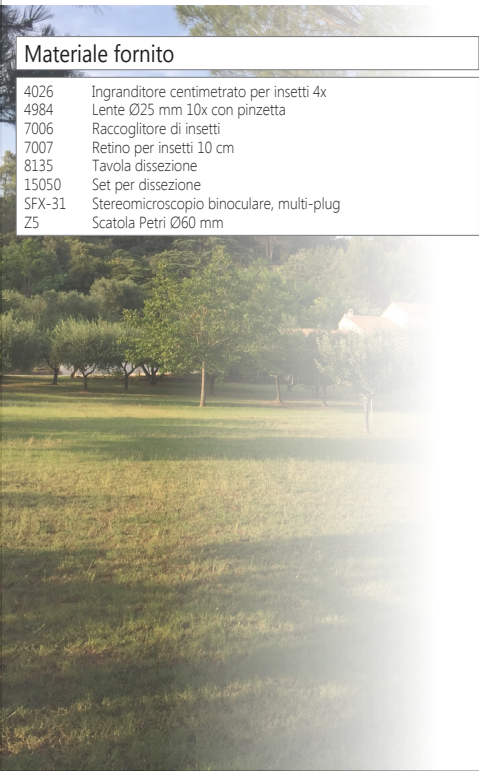 Materiale fornito
4026 Ingranditore centimetrato per insetti 4x
4984 Lente Ø25 mm 10x con pinzetta
7006 Raccoglitore di insetti
7007 Retino per insetti 10 cm
8135 Tavola dissezione
15050 Set per dissezione
SFX-31 Stereomicroscopio binoculare, multi-plug
Z5 Scatola Petri Ø60 mm